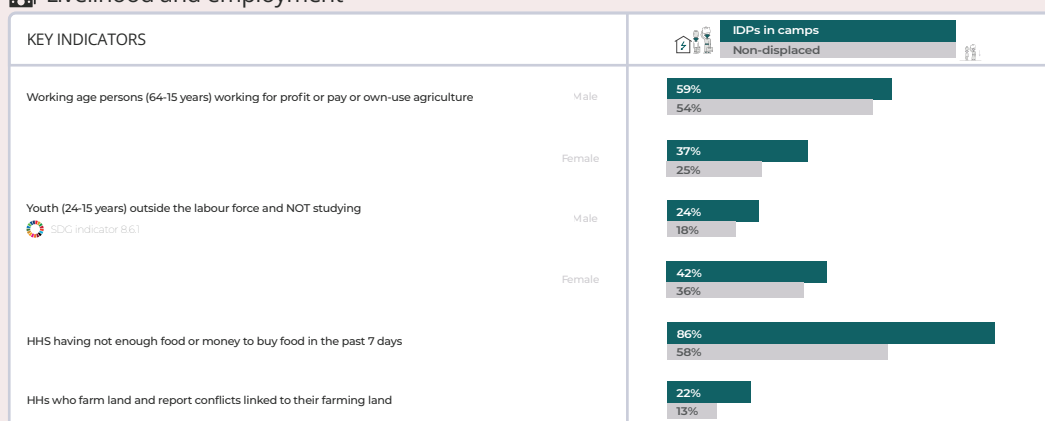 Livelihood and employment
KEY INDICATORS
IDPs in camps
Non-displaced
Working age persons (64-15 years) working for profit or pay or own-use agriculture
Male
59%
54%
Female
37%
25%
Youth (24-15 years) outside the labour force and NOT studying
SDG indicator 8.6.1
Male
24%
18%
Female
42%
36%
HHS having not enough food or money to buy food in the past 7 days
86%
58%
HHs who farm land and report conflicts linked to their farming land
22%
13%